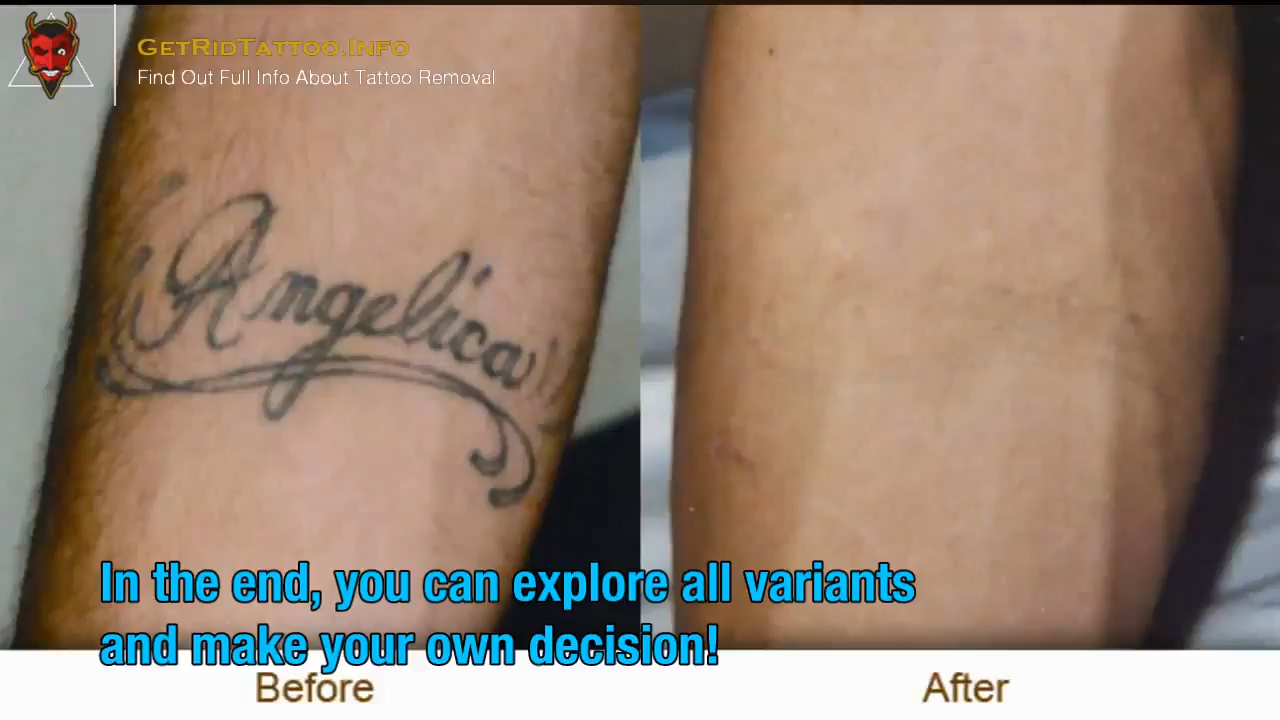 GetRidTattoo.Info
Find Out Full Info About Tattoo Removal
Angelica
In the end, you can explore all variants
and make your own decision!
Before
After